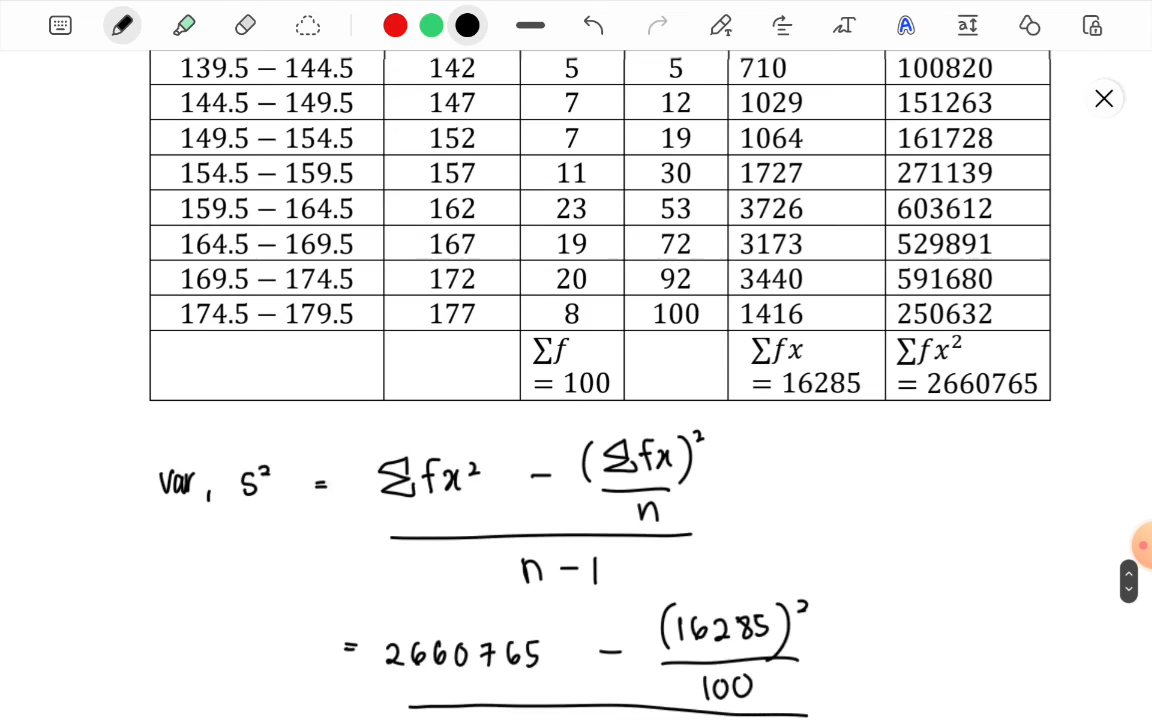 139.5 − 144.5 142 5 5 710 100820
144.5 − 149.5 147 7 12 1029 151263
149.5 − 154.5 152 7 19 1064 161728
154.5 − 159.5 157 11 30 1727 271139
159.5 − 164.5 162 23 53 3726 603612
164.5 − 169.5 167 19 72 3173 529891
169.5 − 174.5 172 20 92 3440 591680
174.5 − 179.5 177 8 100 1416 250632
∑f ∑fx ∑fx²
= 100 = 16285 = 2660765
var, s² = ∑fx² − (∑fx)²
n
n − 1
= 2660765 − (16285)²
100